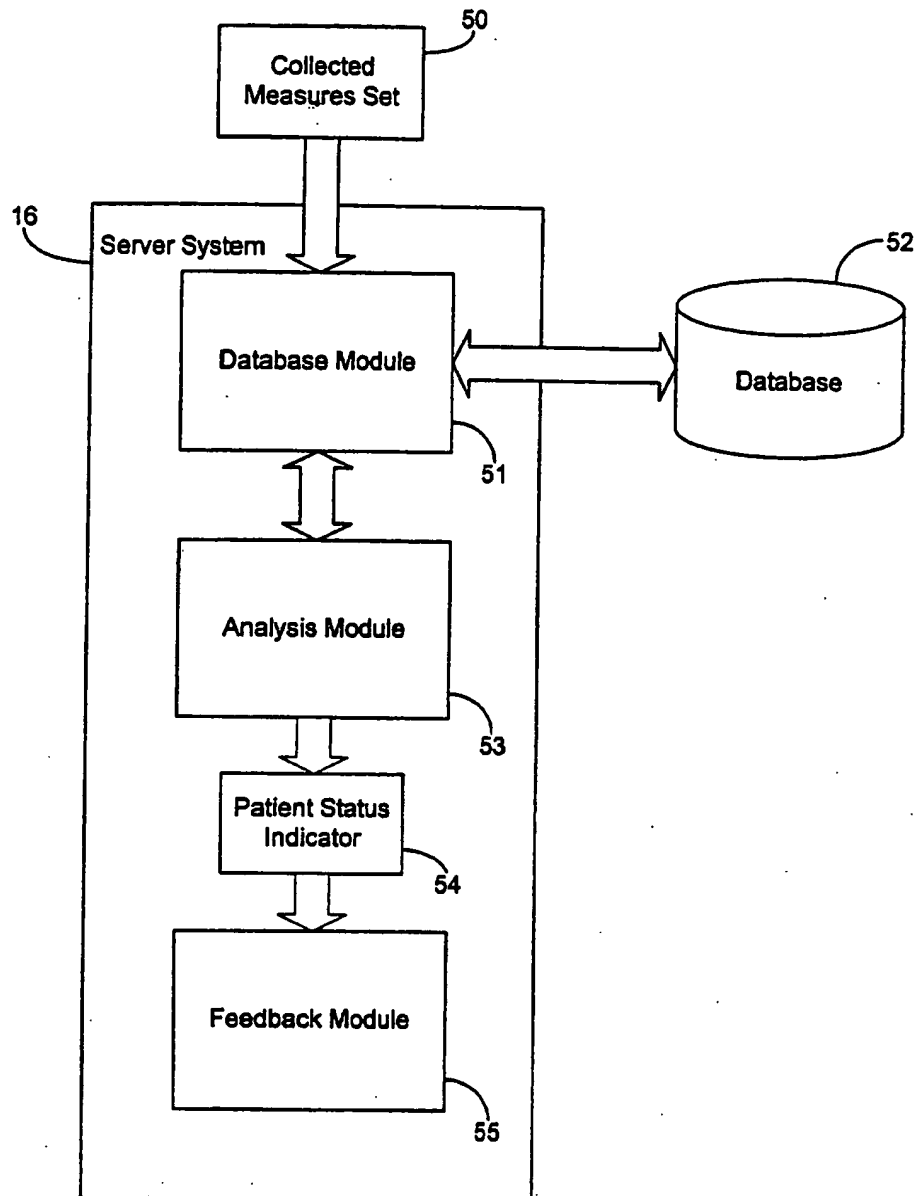 50
Collected
Measures Set
16
Server System
52
Database Module
Database
51
Analysis Module
53
Patient Status
Indicator
54
Feedback Module
55